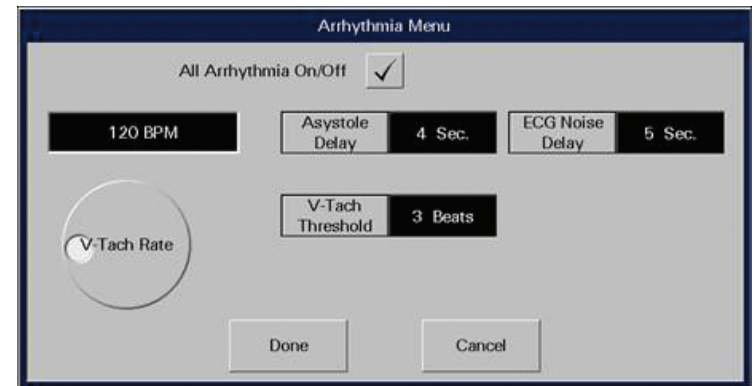 Arrhythmia Menu
All Arrhythmia On/Off
120 BPM
Asystole
Delay
4 Sec.
ECG Noise
Delay
5 Sec.
V-Tach Rate
V-Tach
Threshold
3 Beats
Done
Cancel